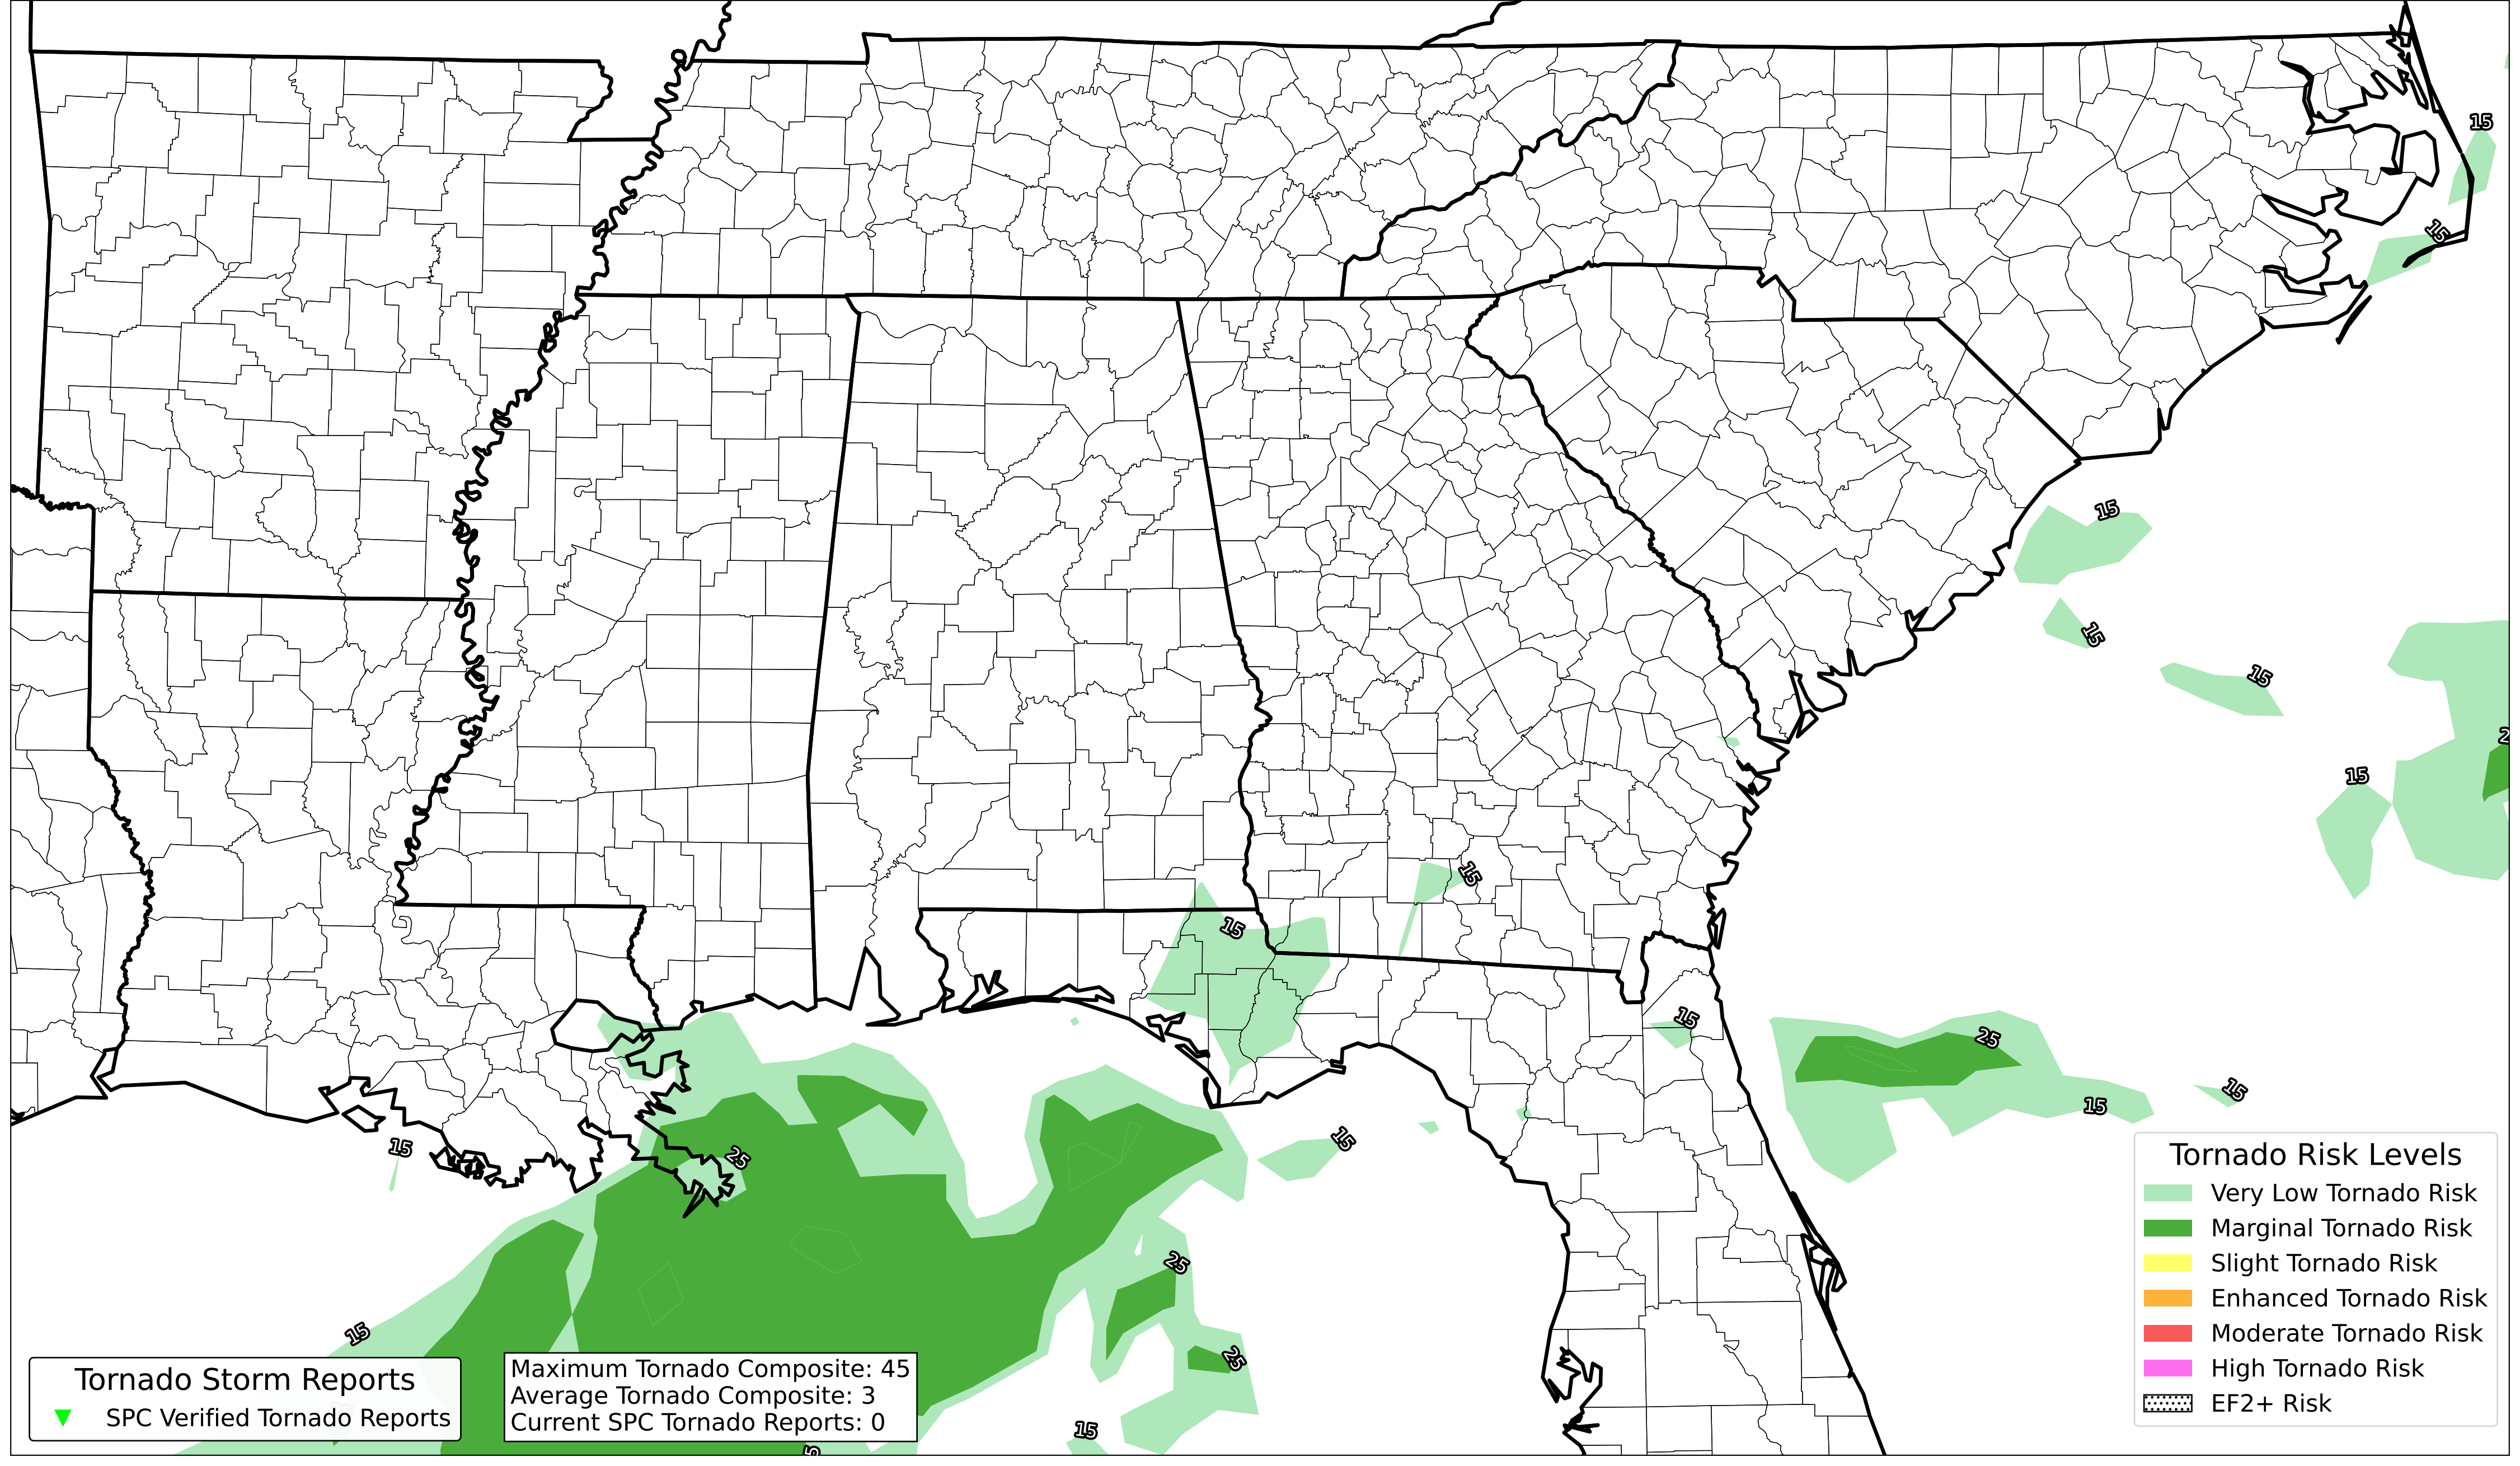 15
15
15
15
15
2
15
15
15
15
25
15
15
15
25
15
25
15
25
15
Tornado Storm Reports
SPC Verified Tornado Reports
Maximum Tornado Composite: 45
Average Tornado Composite: 3
Current SPC Tornado Reports: 0
Tornado Risk Levels
Very Low Tornado Risk
Marginal Tornado Risk
Slight Tornado Risk
Enhanced Tornado Risk
Moderate Tornado Risk
High Tornado Risk
EF2+ Risk